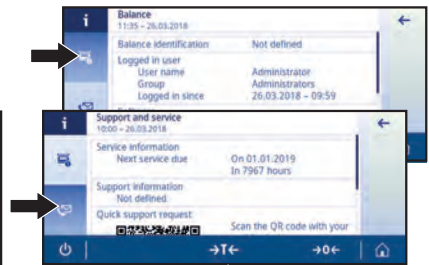 i
Balance
11:35 – 26.03.2018
Balance identification Not defined
Logged in user
User name Administrator
Group Administrators
Logged in since 26.03.2018 – 09:59
i
Support and service
10:00 – 26.03.2018
Service information
Next service due On 01.01.2019
In 7967 hours
Support information
Not defined
Quick support request
Scan the QR code with your
→T← →0←